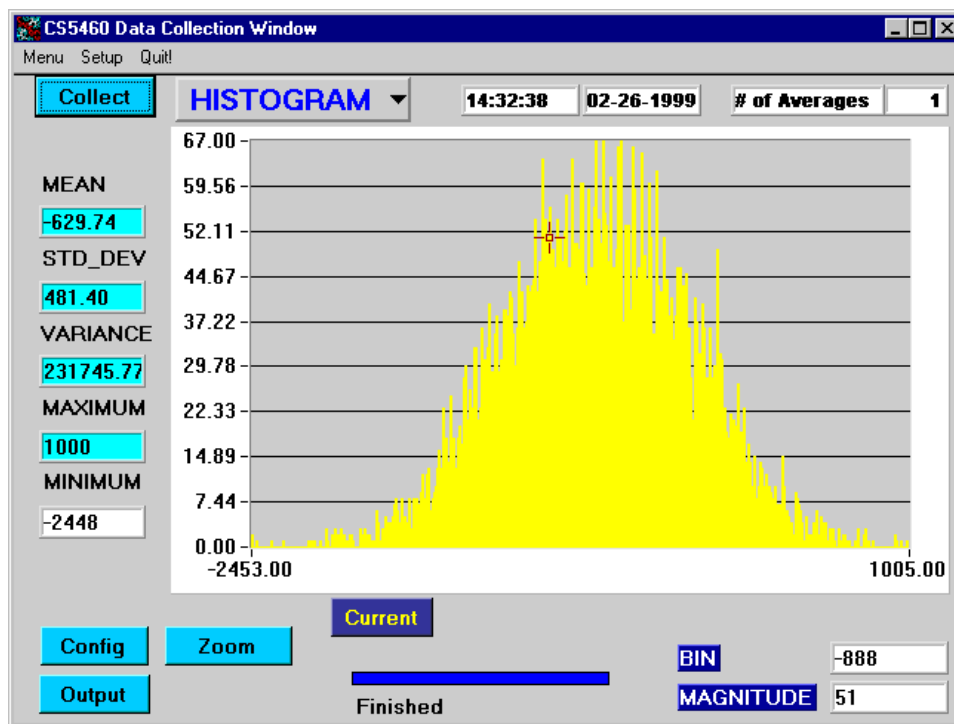 CS5460 Data Collection Window
Menu Setup Quit!
Collect
HISTOGRAM
14:32:38
02-26-1999
# of Averages
1
MEAN
-629.74
STD_DEV
481.40
VARIANCE
231745.77
MAXIMUM
1000
MINIMUM
-2448
67.00
59.56
52.11
44.67
37.22
29.78
22.33
14.89
7.44
0.00
-2453.00
1005.00
Current
Config
Zoom
Output
Finished
BIN
-888
MAGNITUDE
51